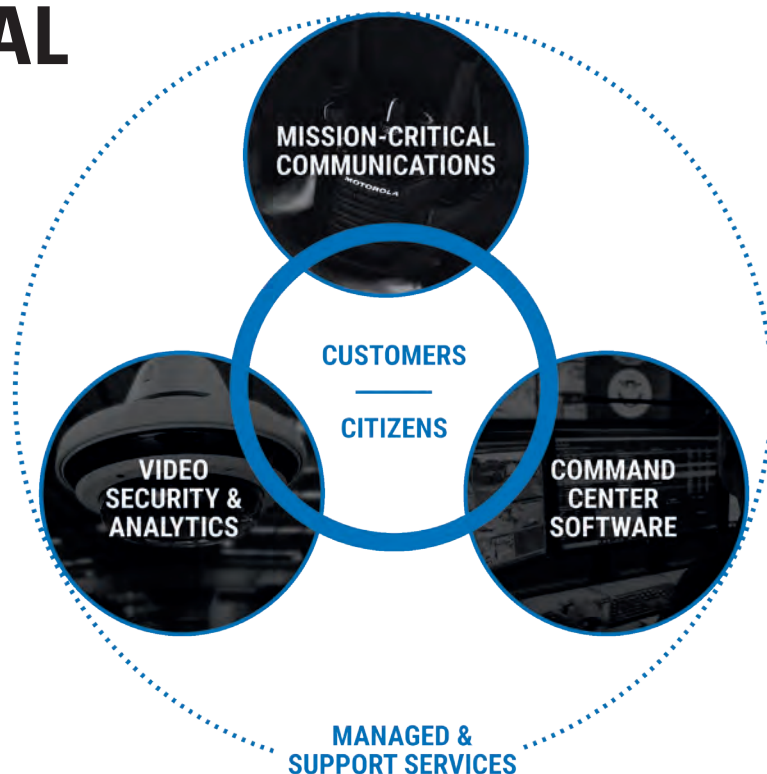 AL
MISSION-CRITICAL
COMMUNICATIONS
MOTOROLA
CUSTOMERS
CITIZENS
VIDEO
SECURITY &
ANALYTICS
COMMAND
CENTER
SOFTWARE
MANAGED &
SUPPORT SERVICES